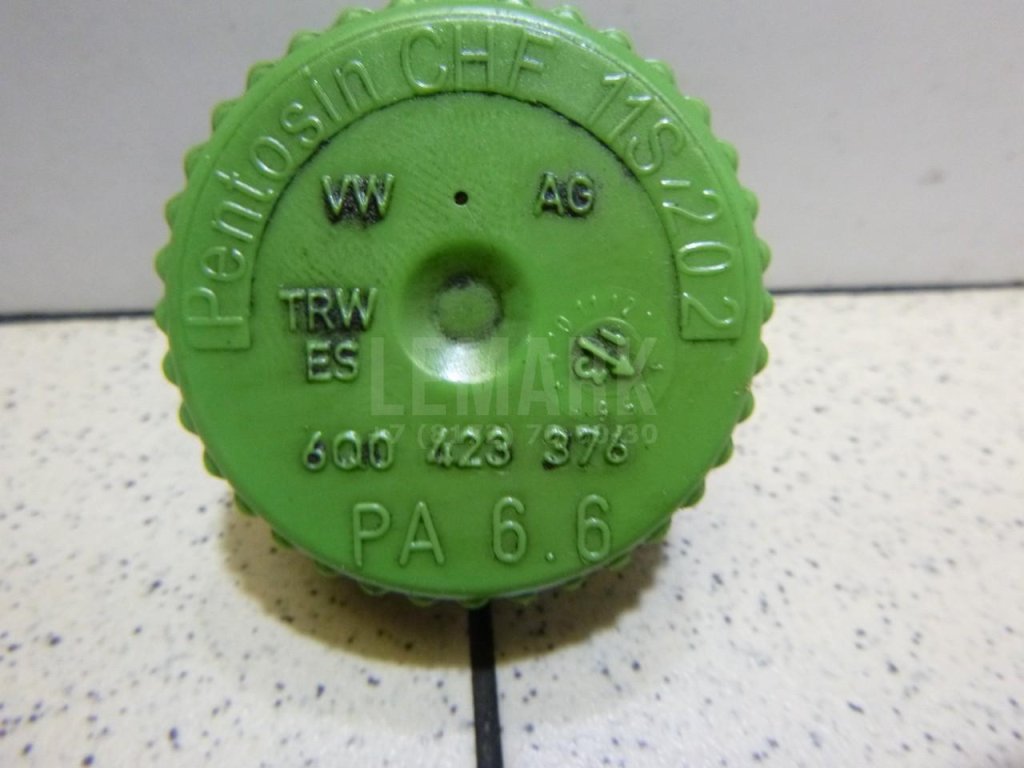 Pentosin CHF 11S/202
VW AG
TRW
ES
LEMARK
6Q0 423 376
PA 6.6